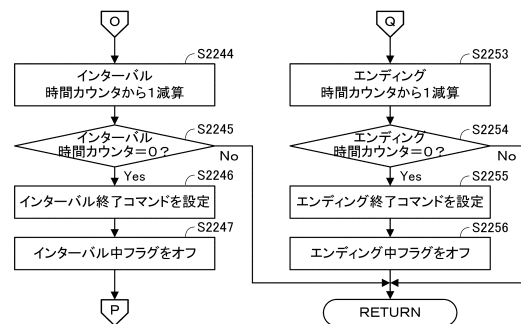 O
S2244
インターバル
時間カウンタから1減算
S2245
インターバル
時間カウンタ=0?
No
Yes
S2246
インターバル終了コマンドを設定
S2247
インターバル中フラグをオフ
P
Q
S2253
エンディング
時間カウンタから1減算
S2254
エンディング
時間カウンタ=0?
No
Yes
S2255
エンディング終了コマンドを設定
S2256
エンディング中フラグをオフ
RETURN